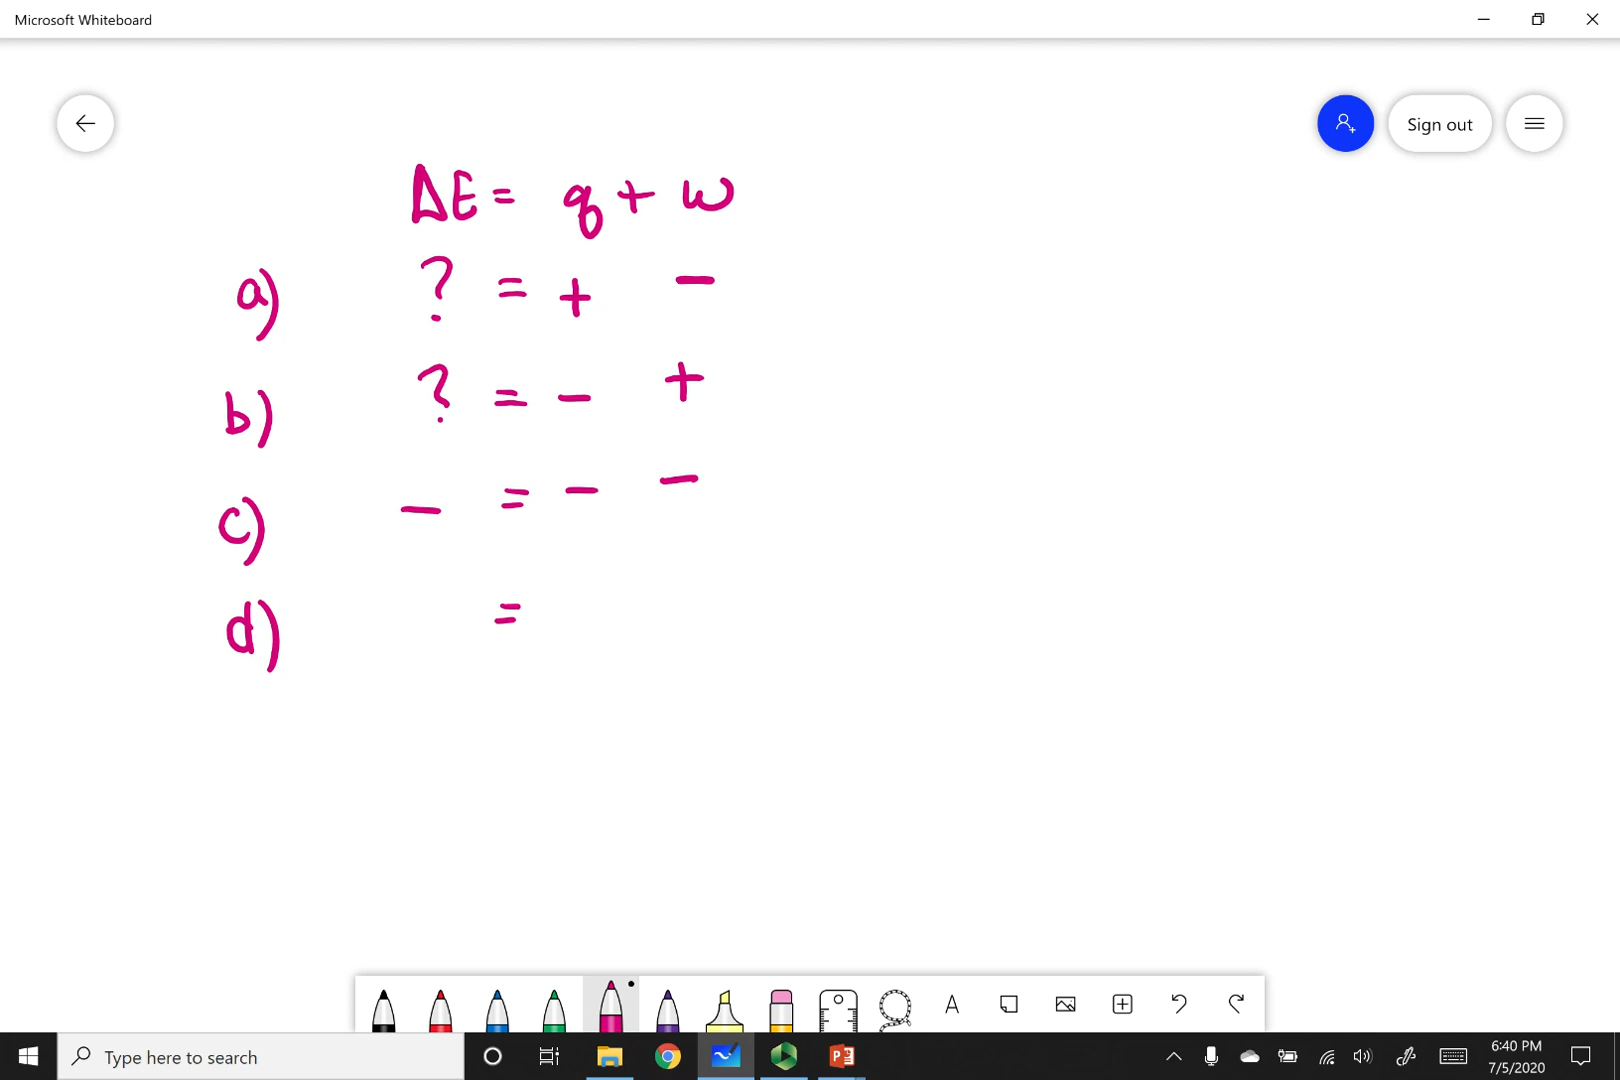 Microsoft Whiteboard
Sign out
ΔE = q + w
a) ? = + -
b) ? = - +
c) - = - -
d) =
A
Type here to search
6:40 PM
7/5/2020